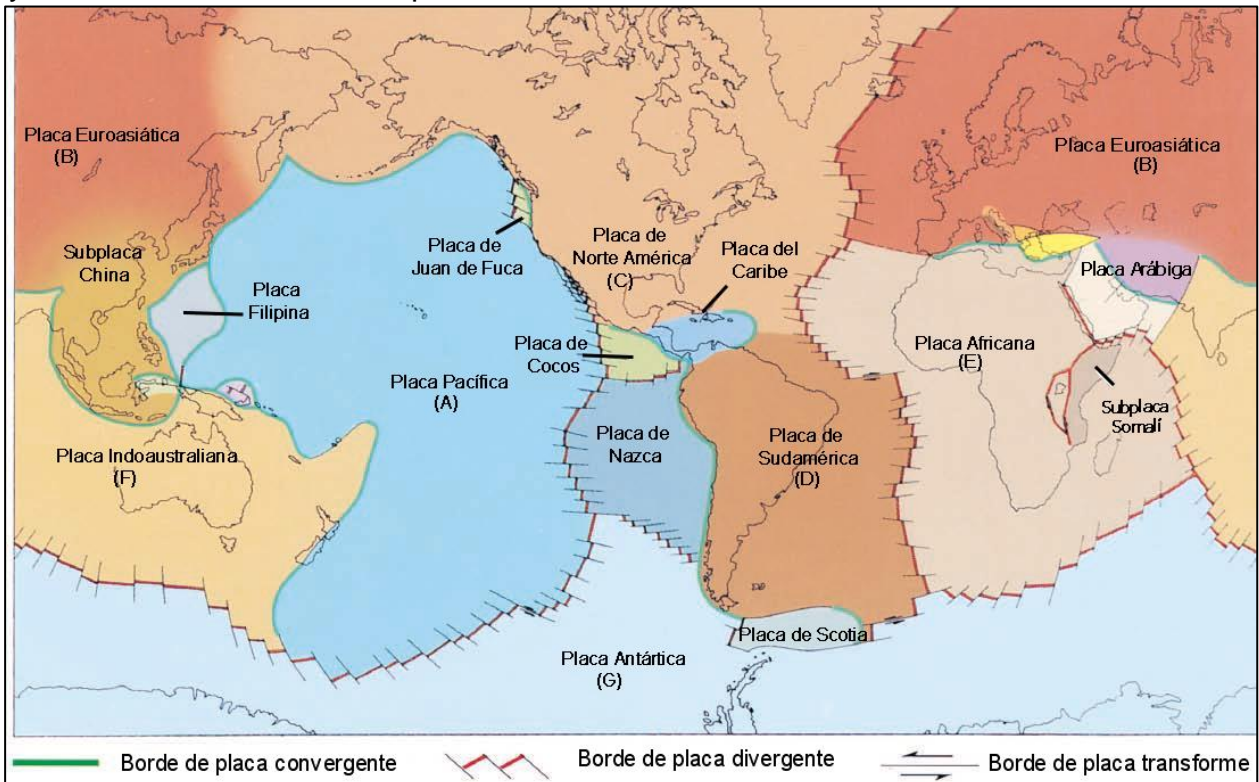 Placa Euroasiática
(B)
Placa Euroasiática
(B)
Subplaca
China
Placa
Filipina
Placa de
Juan de Fuca
Placa de
Norte América
(C)
Placa del
Caribe
Placa Arábiga
Placa de
Cocos
Placa Pacífica
(A)
Placa Africana
(E)
Subplaca
Somalí
Placa Indoaustraliana
(F)
Placa de
Nazca
Placa de
Sudamérica
(D)
Placa de Scotia
Placa Antártica
(G)
Borde de placa convergente
Borde de placa divergente
Borde de placa transforme